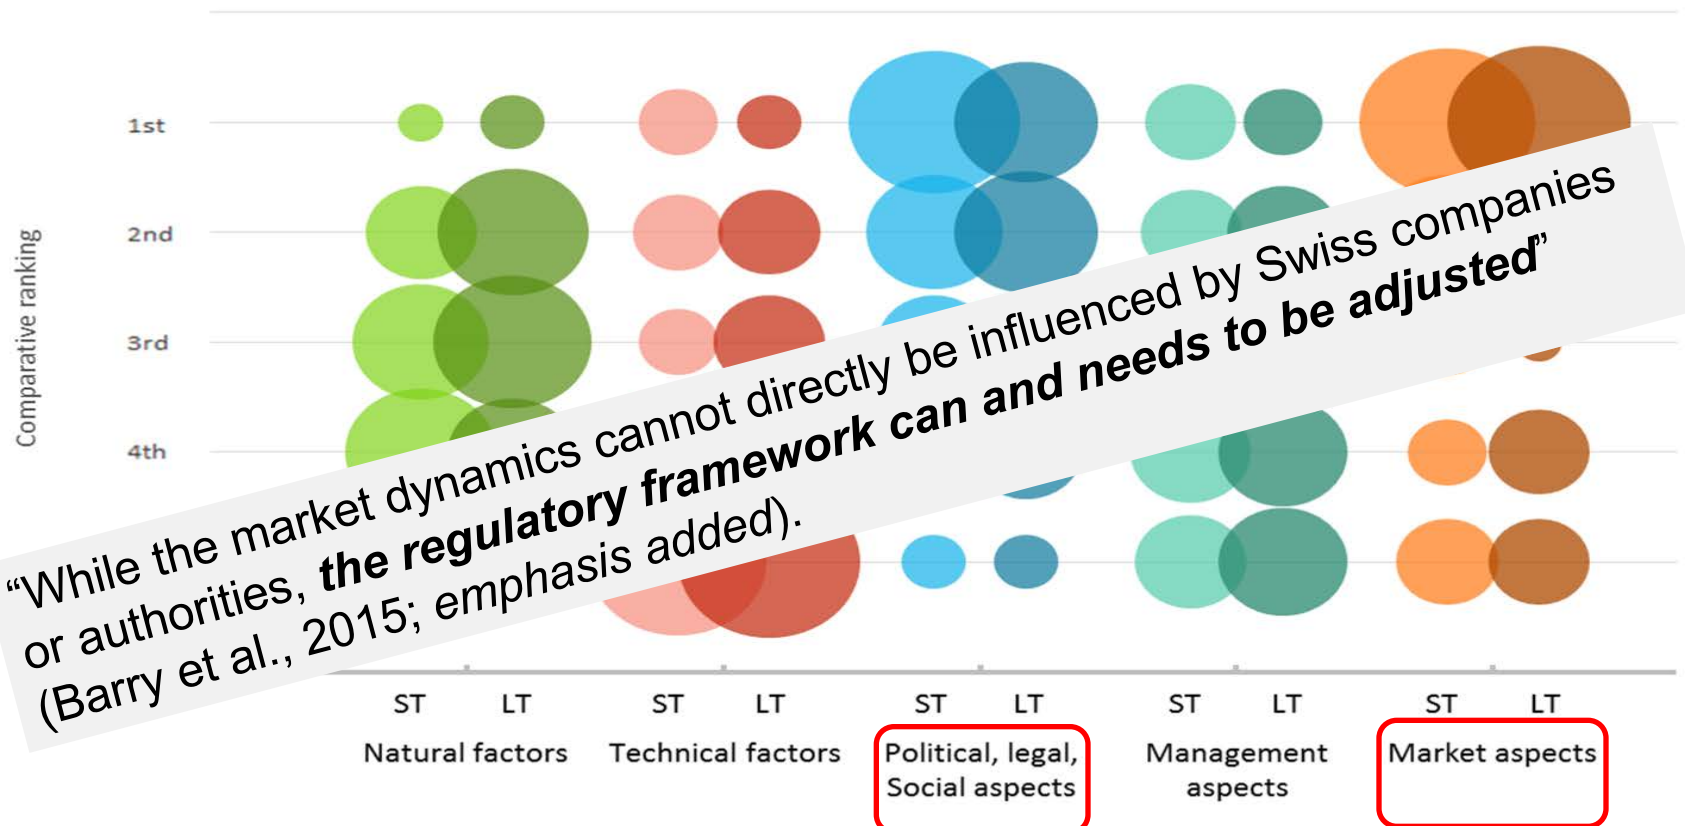 Comparative ranking
1st
2nd
3rd
4th
“While the market dynamics cannot directly be influenced by Swiss companies
or authorities, the regulatory framework can and needs to be adjusted”
(Barry et al., 2015; emphasis added).
ST LT ST LT ST LT ST LT ST LT
Natural factors Technical factors Political, legal, Management Market aspects
Social aspects aspects